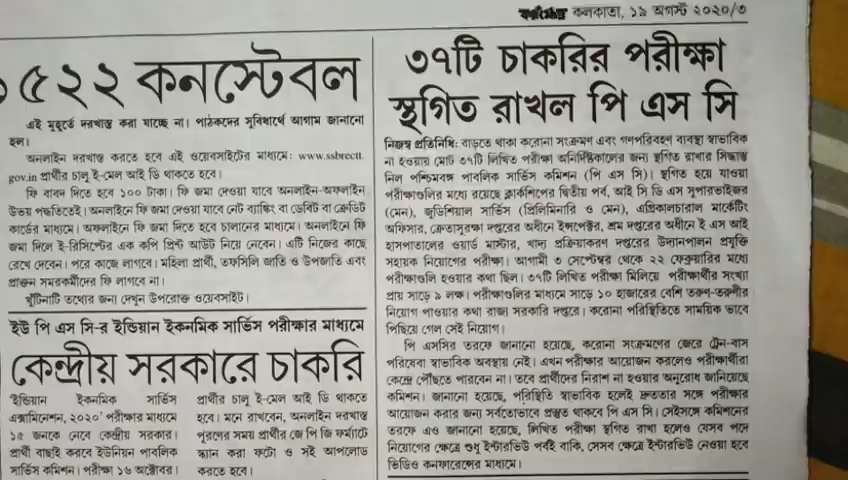 কর্মক্ষেত্র কলকাতা, ১৯ আগস্ট ২০২০/৩
৫২২ কনস্টেবল
এই মুহূর্তে দরখাস্ত করা যাচ্ছে না। পাঠকদের সুবিধার্থে আগাম জানানো
হল।
অনলাইন দরখাস্ত করতে হবে এই ওয়েবসাইটের মাধ্যমে: www.ssbrectt.
gov.in প্রার্থীর চালু ই-মেল আই ডি থাকতে হবে।
ফি বাবদ দিতে হবে ১০০ টাকা। ফি জমা দেওয়া যাবে অনলাইন-অফলাইন
উভয় পদ্ধতিতেই। অনলাইনে ফি জমা দেওয়া যাবে নেট ব্যাঙ্কিং বা ডেবিট বা ক্রেডিট
কার্ডের মাধ্যমে। অফলাইনে ফি জমা দিতে হবে চালানের মাধ্যমে। অনলাইনে ফি
জমা দিলে ই-রিসিপ্টের এক কপি প্রিন্ট আউট নিয়ে নেবেন। এটি নিজের কাছে
রেখে দেবেন। পরে কাজে লাগবে। মহিলা প্রার্থী, তফসিলি জাতি ও উপজাতি এবং
প্রাক্তন সমরকর্মীদের ফি লাগবে না।
খুঁটিনাটি তথ্যের জন্য দেখুন উপরোক্ত ওয়েবসাইট।
ইউ পি এস সি-র ইন্ডিয়ান ইকনমিক সার্ভিস পরীক্ষার মাধ্যমে
কেন্দ্রীয় সরকারে চাকরি
'ইন্ডিয়ান ইকনমিক সার্ভিস
এক্সামিনেশন, ২০২০' পরীক্ষার মাধ্যমে
১৫ জনকে নেবে কেন্দ্রীয় সরকার।
প্রার্থী বাছাই করবে ইউনিয়ন পাবলিক
সার্ভিস কমিশন। পরীক্ষা ১৬ অক্টোবর।
প্রার্থীর চালু ই-মেল আই ডি থাকতে
হবে। মনে রাখবেন, অনলাইন দরখাস্ত
পূরণের সময় প্রার্থীর জে পি জি ফর্ম্যাটে
স্ক্যান করা ফটো ও সই আপলোড
করতে হবে।
৩৭টি চাকরির পরীক্ষা
স্থগিত রাখল পি এস সি
নিজস্ব প্রতিনিধি: বাড়তে থাকা করোনা সংক্রমণ এবং গণপরিবহণ ব্যবস্থা স্বাভাবিক
না হওয়ায় মোট ৩৭টি লিখিত পরীক্ষা অনির্দিষ্টকালের জন্য স্থগিত রাখার সিদ্ধান্ত
নিল পশ্চিমবঙ্গ পাবলিক সার্ভিস কমিশন (পি এস সি)। স্থগিত হয়ে যাওয়া
পরীক্ষাগুলির মধ্যে রয়েছে ক্লার্কশিপের দ্বিতীয় পর্ব, আই সি ডি এস সুপারভাইজর
(মেন), জুডিশিয়াল সার্ভিস (প্রিলিমিনারি ও মেন), এগ্রিকালচারাল মার্কেটিং
অফিসার, ক্রেতাসুরক্ষা দপ্তরের অধীনে ইন্সপেক্টর, শ্রম দপ্তরের অধীনে ই এস আই
হাসপাতালের ওয়ার্ড মাস্টার, খাদ্য প্রক্রিয়াকরণ দপ্তরের উদ্যানপালন প্রযুক্তি
সহায়ক নিয়োগের পরীক্ষা। আগামী ৩ সেপ্টেম্বর থেকে ২২ ফেব্রুয়ারির মধ্যে
পরীক্ষাগুলি হওয়ার কথা ছিল। ৩৭টি লিখিত পরীক্ষা মিলিয়ে পরীক্ষার্থীর সংখ্যা
প্রায় সাড়ে ৯ লক্ষ। পরীক্ষাগুলির মাধ্যমে সাড়ে ১০ হাজারের বেশি তরুণ-তরুণীর
নিয়োগ পাওয়ার কথা রাজ্য সরকারি দপ্তরে। করোনা পরিস্থিতিতে সাময়িক ভাবে
পিছিয়ে গেল সেই নিয়োগ।
পি এসসির তরফে জানানো হয়েছে, করোনা সংক্রমণের জেরে ট্রেন-বাস
পরিষেবা স্বাভাবিক অবস্থায় নেই। এখন পরীক্ষার আয়োজন করলেও পরীক্ষার্থীরা
কেন্দ্রে পৌঁছতে পারবেন না। তবে প্রার্থীদের নিরাশ না হওয়ার অনুরোধ জানিয়েছে
কমিশন। জানানো হয়েছে, পরিস্থিতি স্বাভাবিক হলেই দ্রুততার সঙ্গে পরীক্ষার
আয়োজন করার জন্য সর্বতোভাবে প্রস্তুত থাকবে পি এস সি। সেইসঙ্গে কমিশনের
তরফে এও জানানো হয়েছে, লিখিত পরীক্ষা স্থগিত রাখা হলেও যেসব পদে
নিয়োগের ক্ষেত্রে শুধু ইন্টারভিউ পর্বই বাকি, সেসব ক্ষেত্রে ইন্টারভিউ নেওয়া হবে
ভিডিও কনফারেন্সের মাধ্যমে।